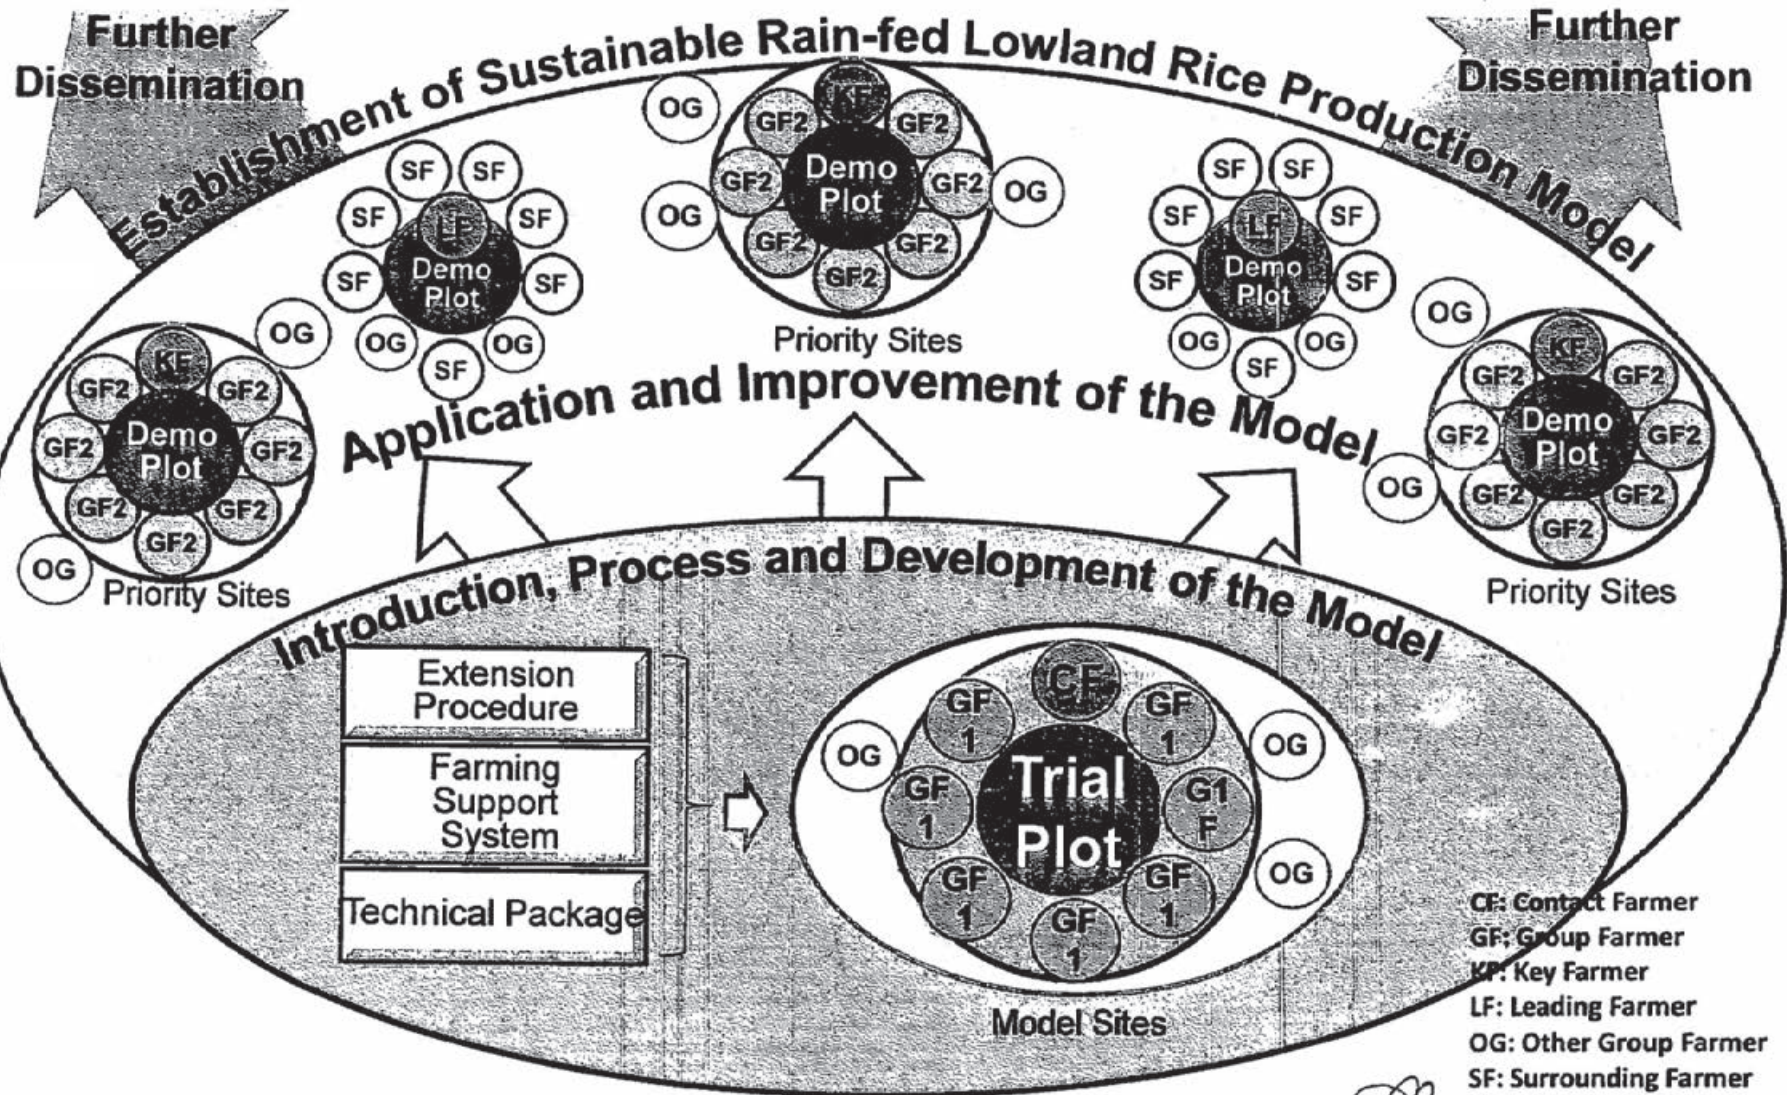 Further
Dissemination
Further
Dissemination
Establishment of Sustainable Rain-fed Lowland Rice Production Model
OG
KF
GF2
GF2
GF2
GF2
GF2
GF2
GF2
Demo
Plot
OG
OG
Priority Sites
SF
SF
SF
SF
LF
Demo
Plot
SF
SF
OG
OG
SF
SF
SF
SF
SF
LF
Demo
Plot
SF
SF
OG
OG
SF
OG
KF
GF2
GF2
GF2
Demo
Plot
GF2
GF2
GF2
GF2
OG
Priority Sites
OG
KF
GF2
GF2
GF2
Demo
Plot
GF2
GF2
GF2
GF2
OG
Priority Sites
Application and Improvement of the Model
Introduction, Process and Development of the Model
Extension
Procedure
Farming
Support
System
Technical Package
CF
GF
1
GF
1
OG
OG
GF
1
Trial
Plot
G1
F
GF
1
GF
1
OG
GF
1
Model Sites
CF: Contact Farmer
GF: Group Farmer
KF: Key Farmer
LF: Leading Farmer
OG: Other Group Farmer
SF: Surrounding Farmer